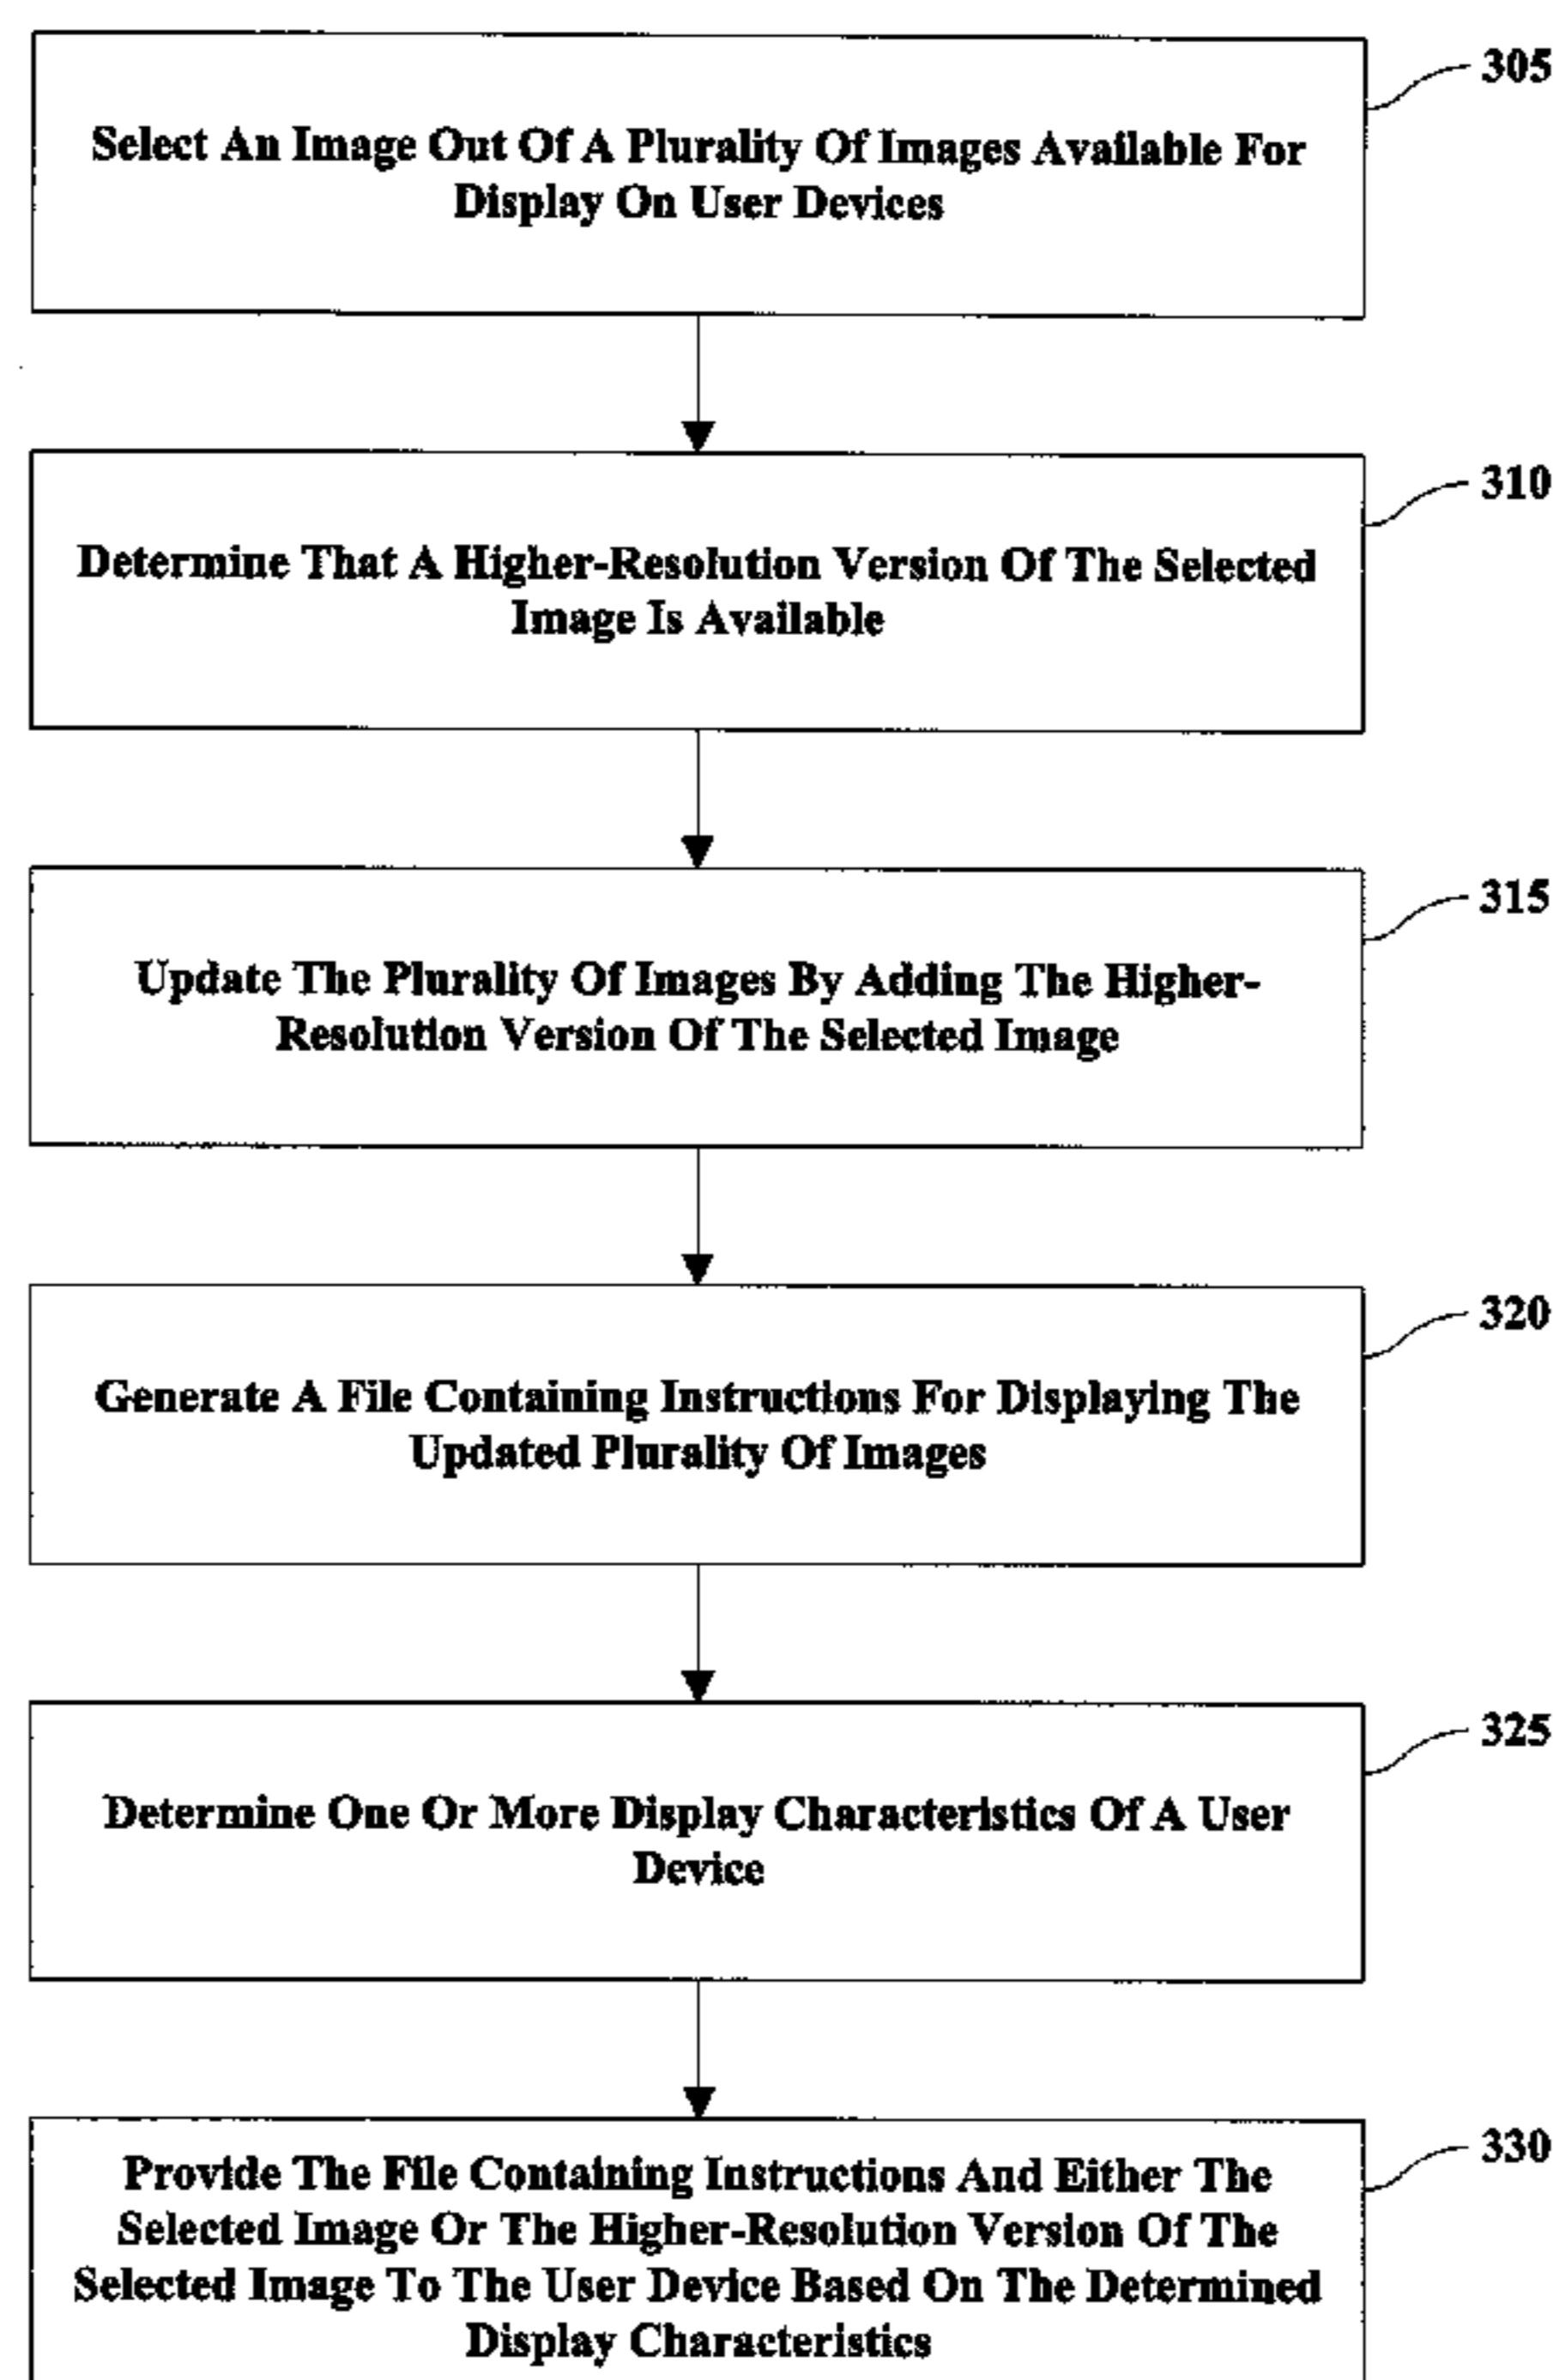 305
Select An Image Out Of A Plurality Of Images Available For
Display On User Devices
310
Determine That A Higher-Resolution Version Of The Selected
Image Is Available
315
Update The Plurality Of Images By Adding The Higher-
Resolution Version Of The Selected Image
320
Generate A File Containing Instructions For Displaying The
Updated Plurality Of Images
325
Determine One Or More Display Characteristics Of A User
Device
330
Provide The File Containing Instructions And Either The
Selected Image Or The Higher-Resolution Version Of The
Selected Image To The User Device Based On The Determined
Display Characteristics